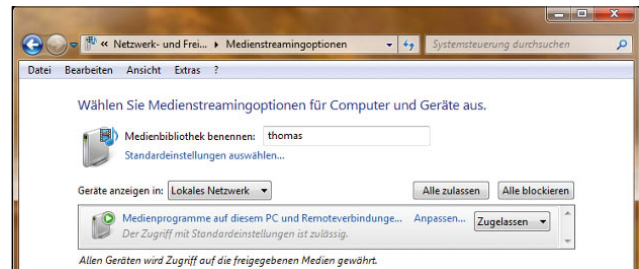 « Netzwerk- und Frei... ▸ Medienstreamingoptionen
Systemsteuerung durchsuchen
Datei Bearbeiten Ansicht Extras ?
Wählen Sie Medienstreamingoptionen für Computer und Geräte aus.
Medienbibliothek benennen: thomas
Standardeinstellungen auswählen...
Geräte anzeigen in: Lokales Netzwerk Alle zulassen Alle blockieren
Medienprogramme auf diesem PC und Remoteverbindunge... Anpassen... Zugelassen
Der Zugriff mit Standardeinstellungen ist zulässig.
Allen Geräten wird Zugriff auf die freigegebenen Medien gewährt.